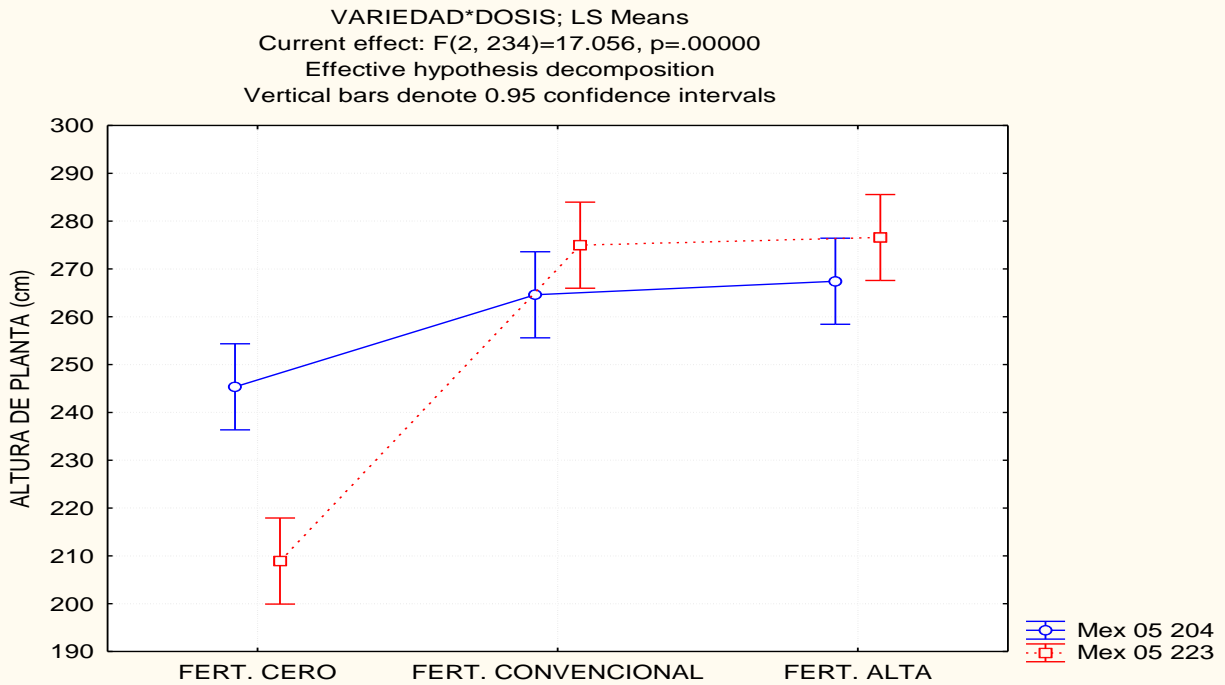 VARIEDAD*DOSIS; LS Means
Current effect: F(2, 234)=17.056, p=.00000
Effective hypothesis decomposition
Vertical bars denote 0.95 confidence intervals
ALTURA DE PLANTA (cm)
300
290
280
270
260
250
240
230
220
210
200
190
FERT. CERO
FERT. CONVENCIONAL
FERT. ALTA
Mex 05 204
Mex 05 223